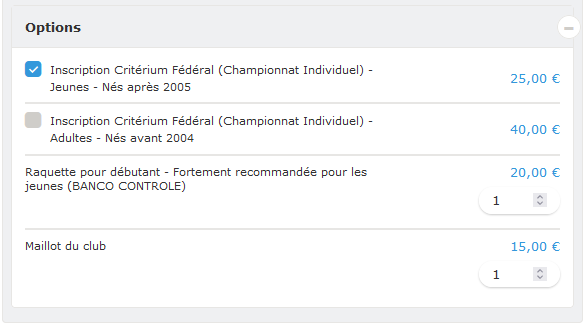 Options
Inscription Critérium Fédéral (Championnat Individuel) -
Jeunes - Nés après 2005
25,00 €
Inscription Critérium Fédéral (Championnat Individuel) -
Adultes - Nés avant 2004
40,00 €
Raquette pour débutant - Fortement recommandée pour les
jeunes (BANCO CONTROLE)
20,00 €
1
Maillot du club
15,00 €
1